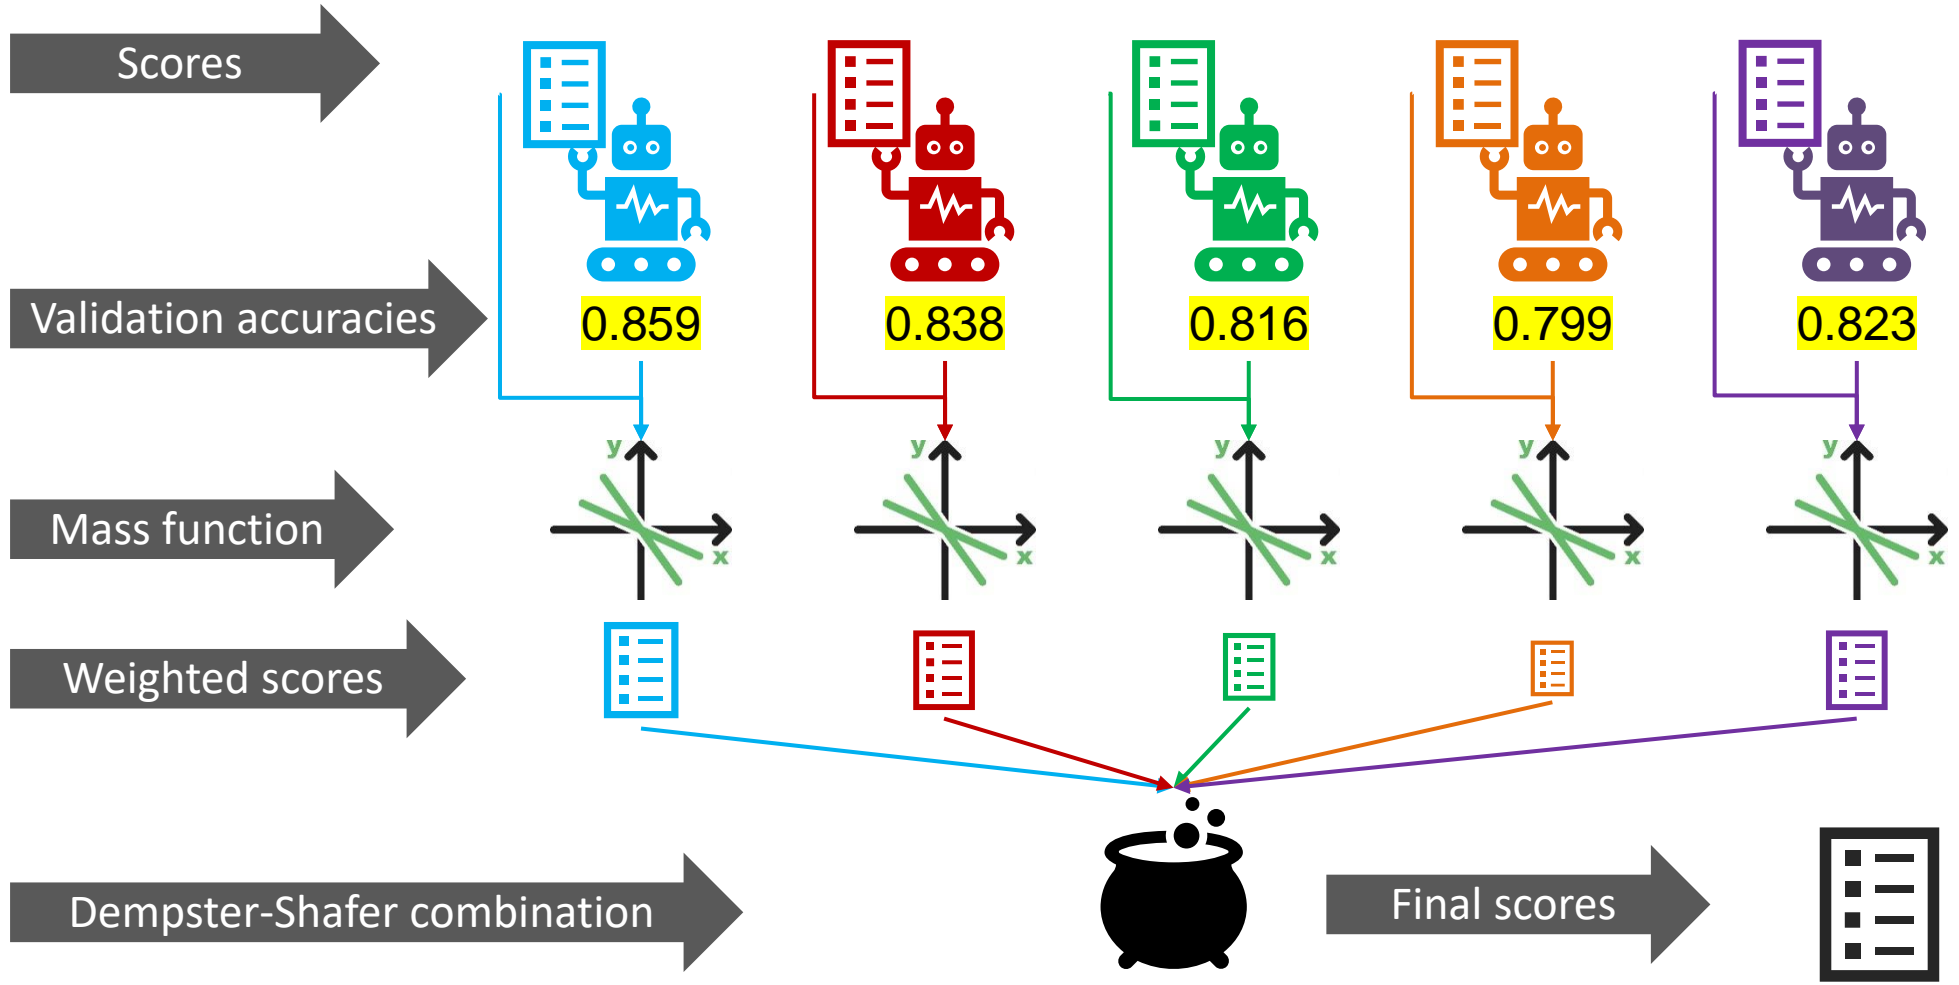 Scores
Validation accuracies
0.859 0.838 0.816 0.799 0.823
y y y y y
Mass function
x x x x x
Weighted scores
Dempster-Shafer combination
Final scores